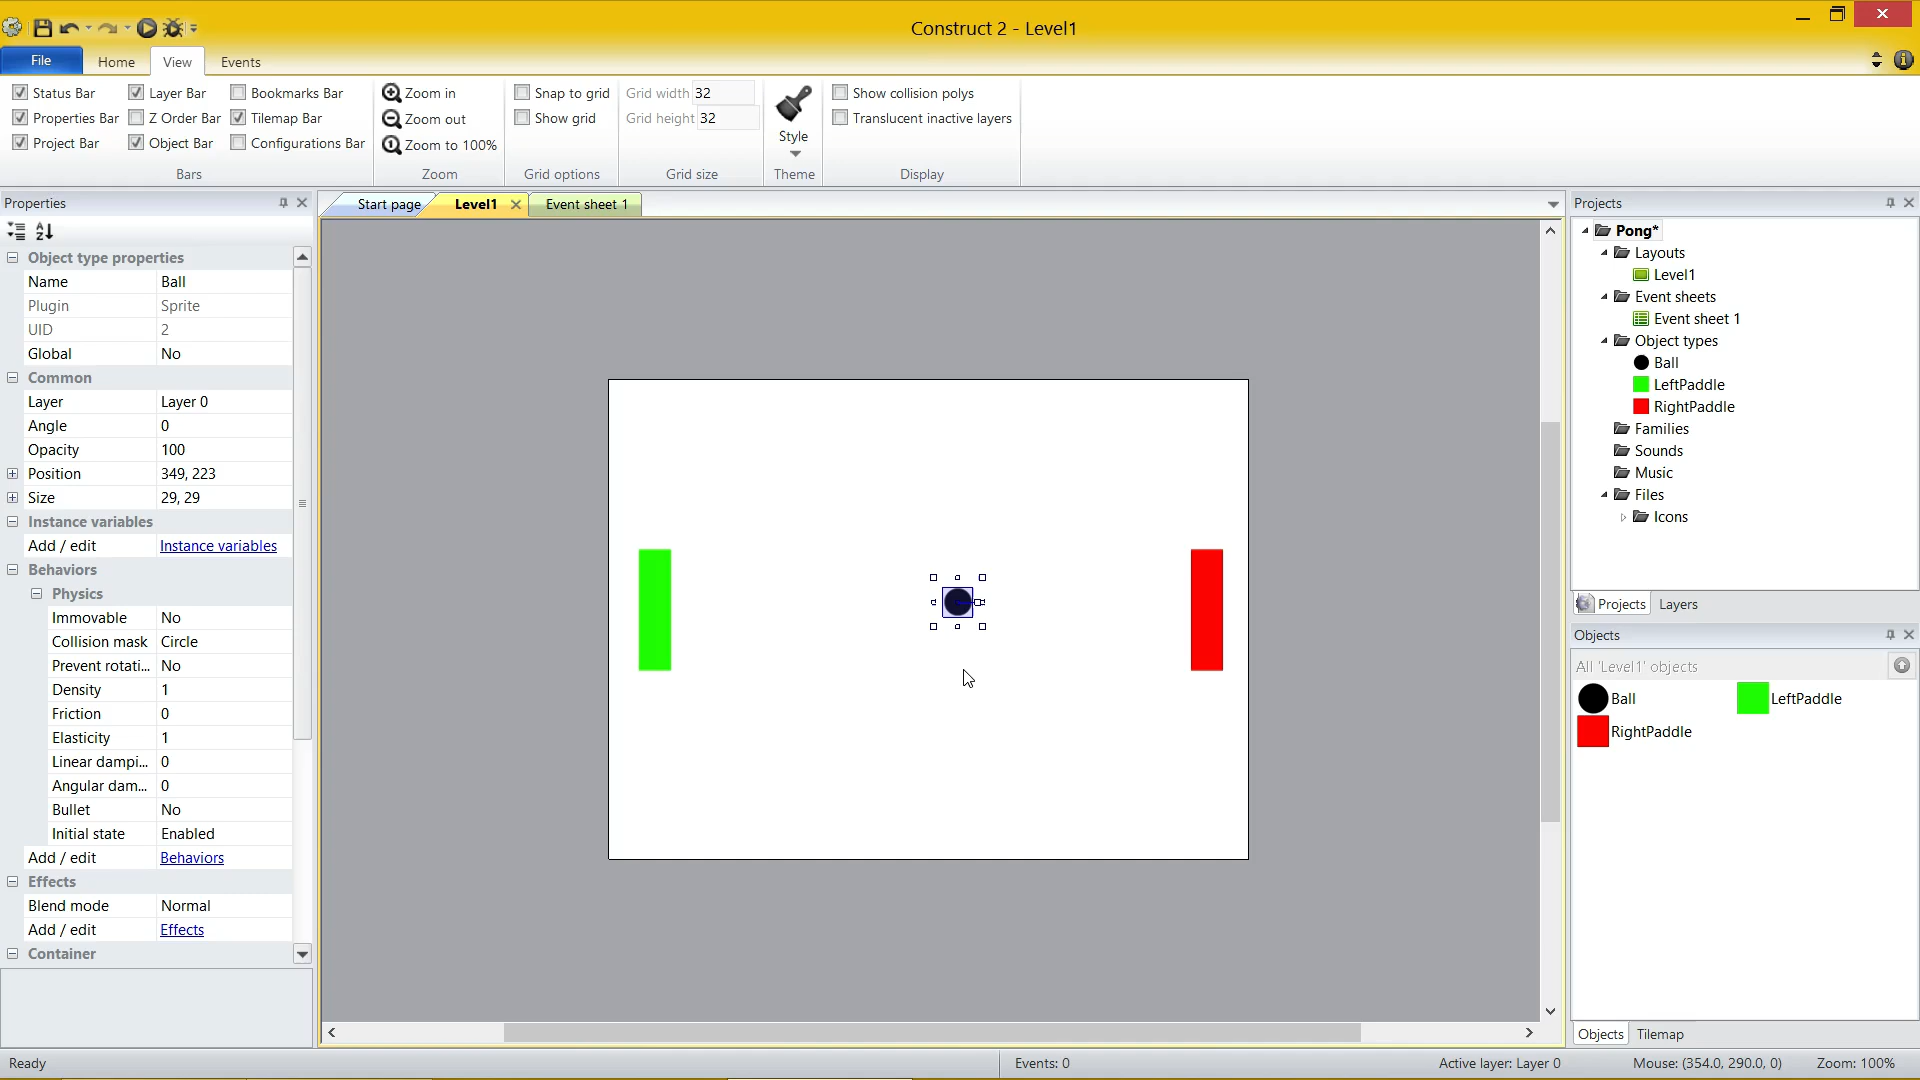 Construct 2 - Level1
File
Home
View
Events
Status Bar
Layer Bar
Bookmarks Bar
Properties Bar
Z Order Bar
Tilemap Bar
Project Bar
Object Bar
Configurations Bar
Bars
Zoom in
Zoom out
Zoom to 100%
Zoom
Snap to grid
Show grid
Grid options
Grid width 32
Grid height 32
Grid size
Style
Theme
Show collision polys
Translucent inactive layers
Display
Properties
Start page
Level1
Event sheet 1
Object type properties
Name Ball
Plugin Sprite
UID 2
Global No
Common
Layer Layer 0
Angle 0
Opacity 100
Position 349, 223
Size 29, 29
Instance variables
Add / edit Instance variables
Behaviors
Physics
Immovable No
Collision mask Circle
Prevent rotati... No
Density 1
Friction 0
Elasticity 1
Linear dampi... 0
Angular dam... 0
Bullet No
Initial state Enabled
Add / edit Behaviors
Effects
Blend mode Normal
Add / edit Effects
Container
Projects
Pong*
Layouts
Level1
Event sheets
Event sheet 1
Object types
Ball
LeftPaddle
RightPaddle
Families
Sounds
Music
Files
Icons
Projects
Layers
Objects
All 'Level1' objects
Ball
LeftPaddle
RightPaddle
Objects
Tilemap
Ready
Events: 0
Active layer: Layer 0
Mouse: (354.0, 290.0, 0)
Zoom: 100%